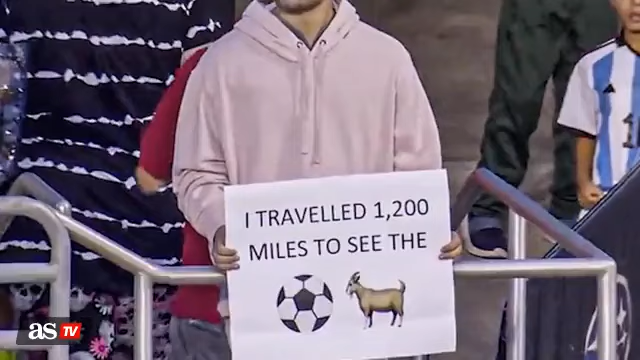 I TRAVELLED 1,200
MILES TO SEE THE
as TV